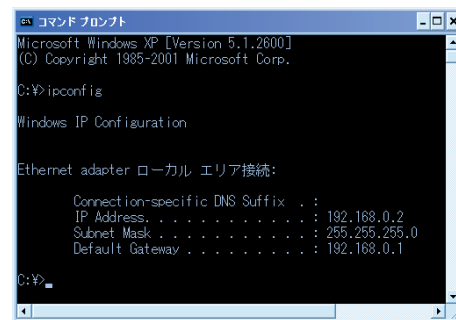 コマンド プロンプト
Microsoft Windows XP [Version 5.1.2600]
(C) Copyright 1985-2001 Microsoft Corp.
C:¥>ipconfig
Windows IP Configuration
Ethernet adapter ローカル エリア接続:
Connection-specific DNS Suffix  . :
IP Address. . . . . . . . . . . . : 192.168.0.2
Subnet Mask . . . . . . . . . . . : 255.255.255.0
Default Gateway . . . . . . . . . : 192.168.0.1
C:¥>_